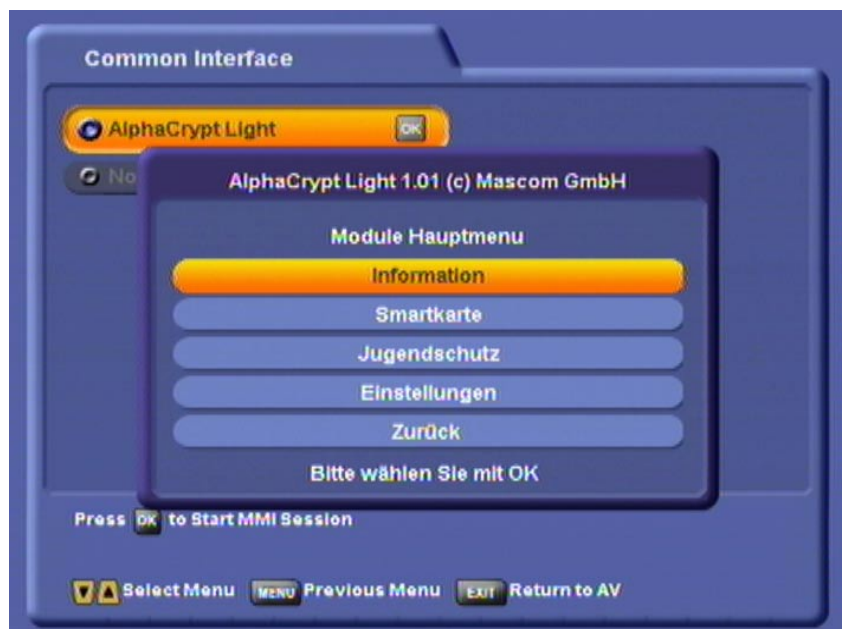 Common Interface
AlphaCrypt Light OK
No
AlphaCrypt Light 1.01 (c) Mascom GmbH
Module Hauptmenu
Information
Smartkarte
Jugendschutz
Einstellungen
Zurück
Bitte wählen Sie mit OK
Press OK to Start MMI Session
Select Menu MENU Previous Menu EXIT Return to AV